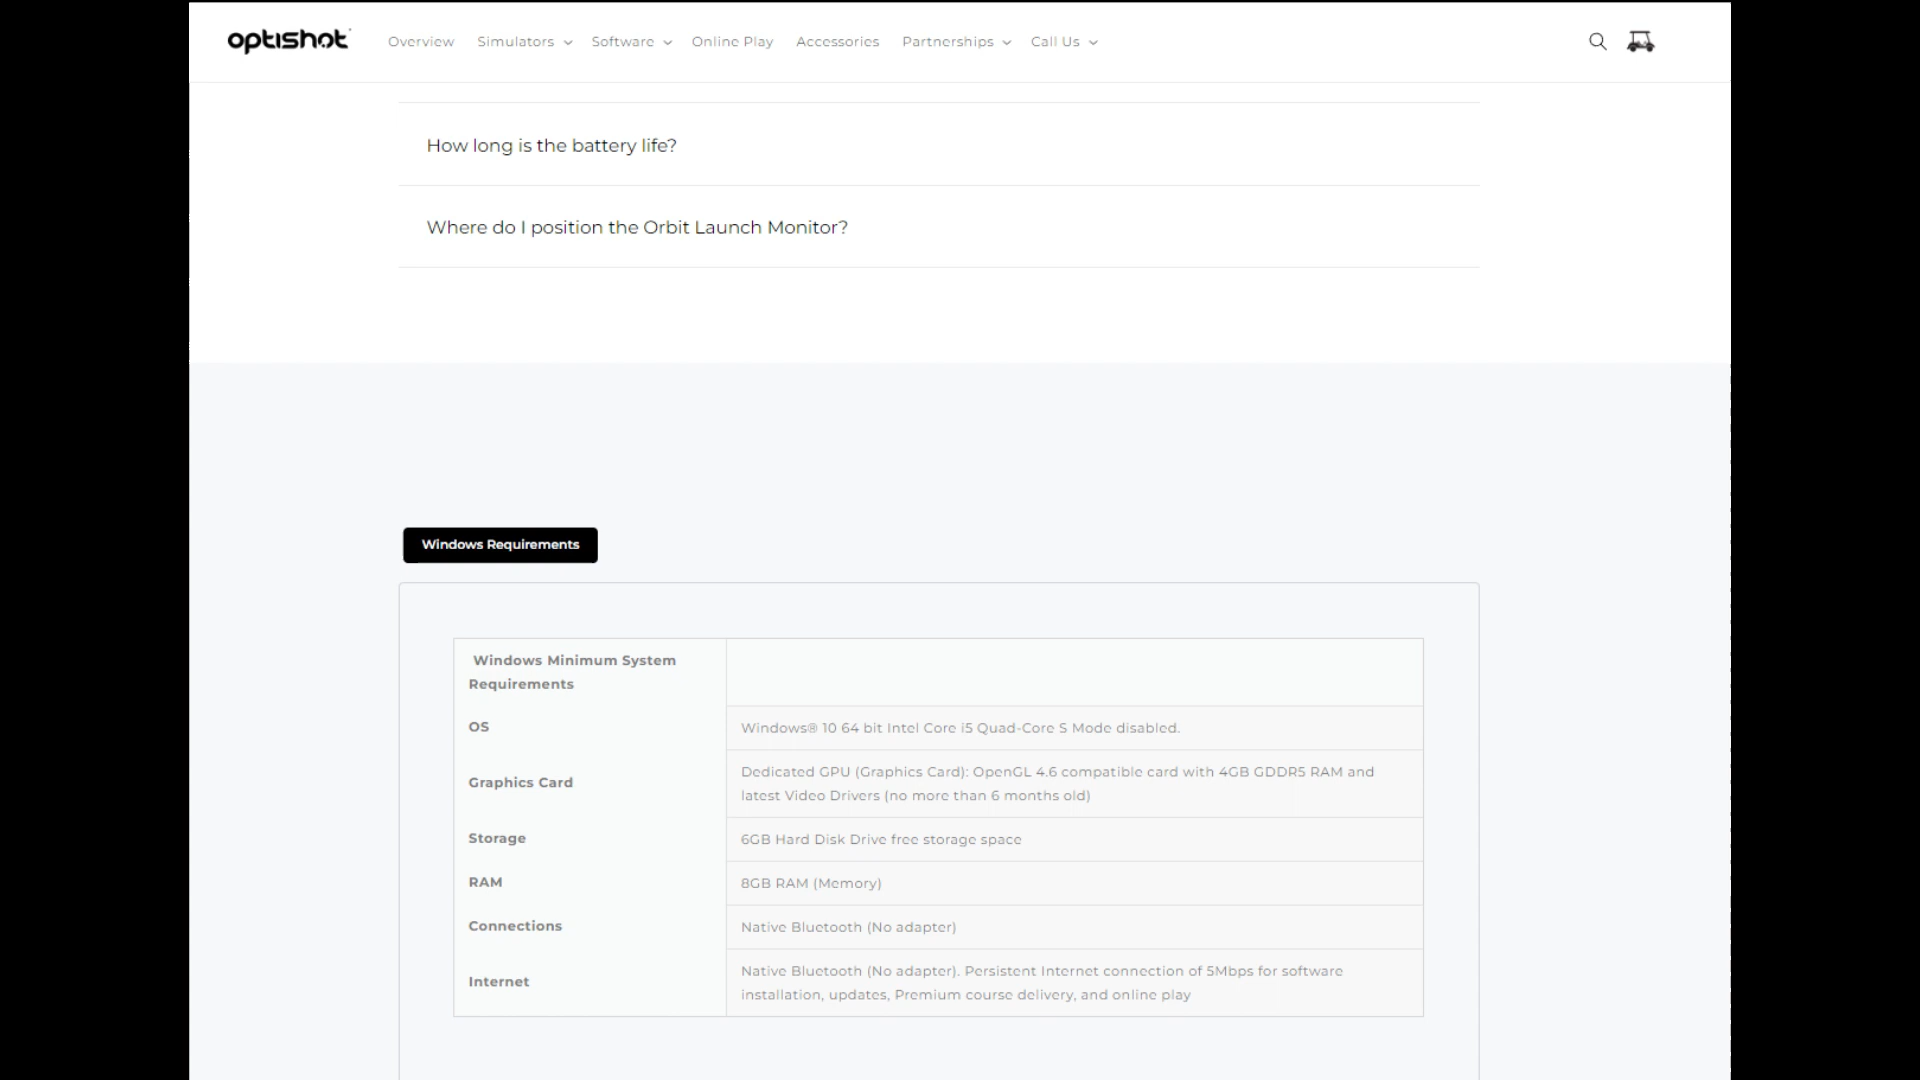 optishot
Overview Simulators Software Online Play Accessories Partnerships Call Us
How long is the battery life?
Where do I position the Orbit Launch Monitor?
Windows Requirements
Windows Minimum System
Requirements
OS
Windows® 10 64 bit Intel Core i5 Quad-Core S Mode disabled.
Graphics Card
Dedicated GPU (Graphics Card): OpenGL 4.6 compatible card with 4GB GDDR5 RAM and
latest Video Drivers (no more than 6 months old)
Storage
6GB Hard Disk Drive free storage space
RAM
8GB RAM (Memory)
Connections
Native Bluetooth (No adapter)
Internet
Native Bluetooth (No adapter). Persistent Internet connection of 5Mbps for software
installation, updates, Premium course delivery, and online play